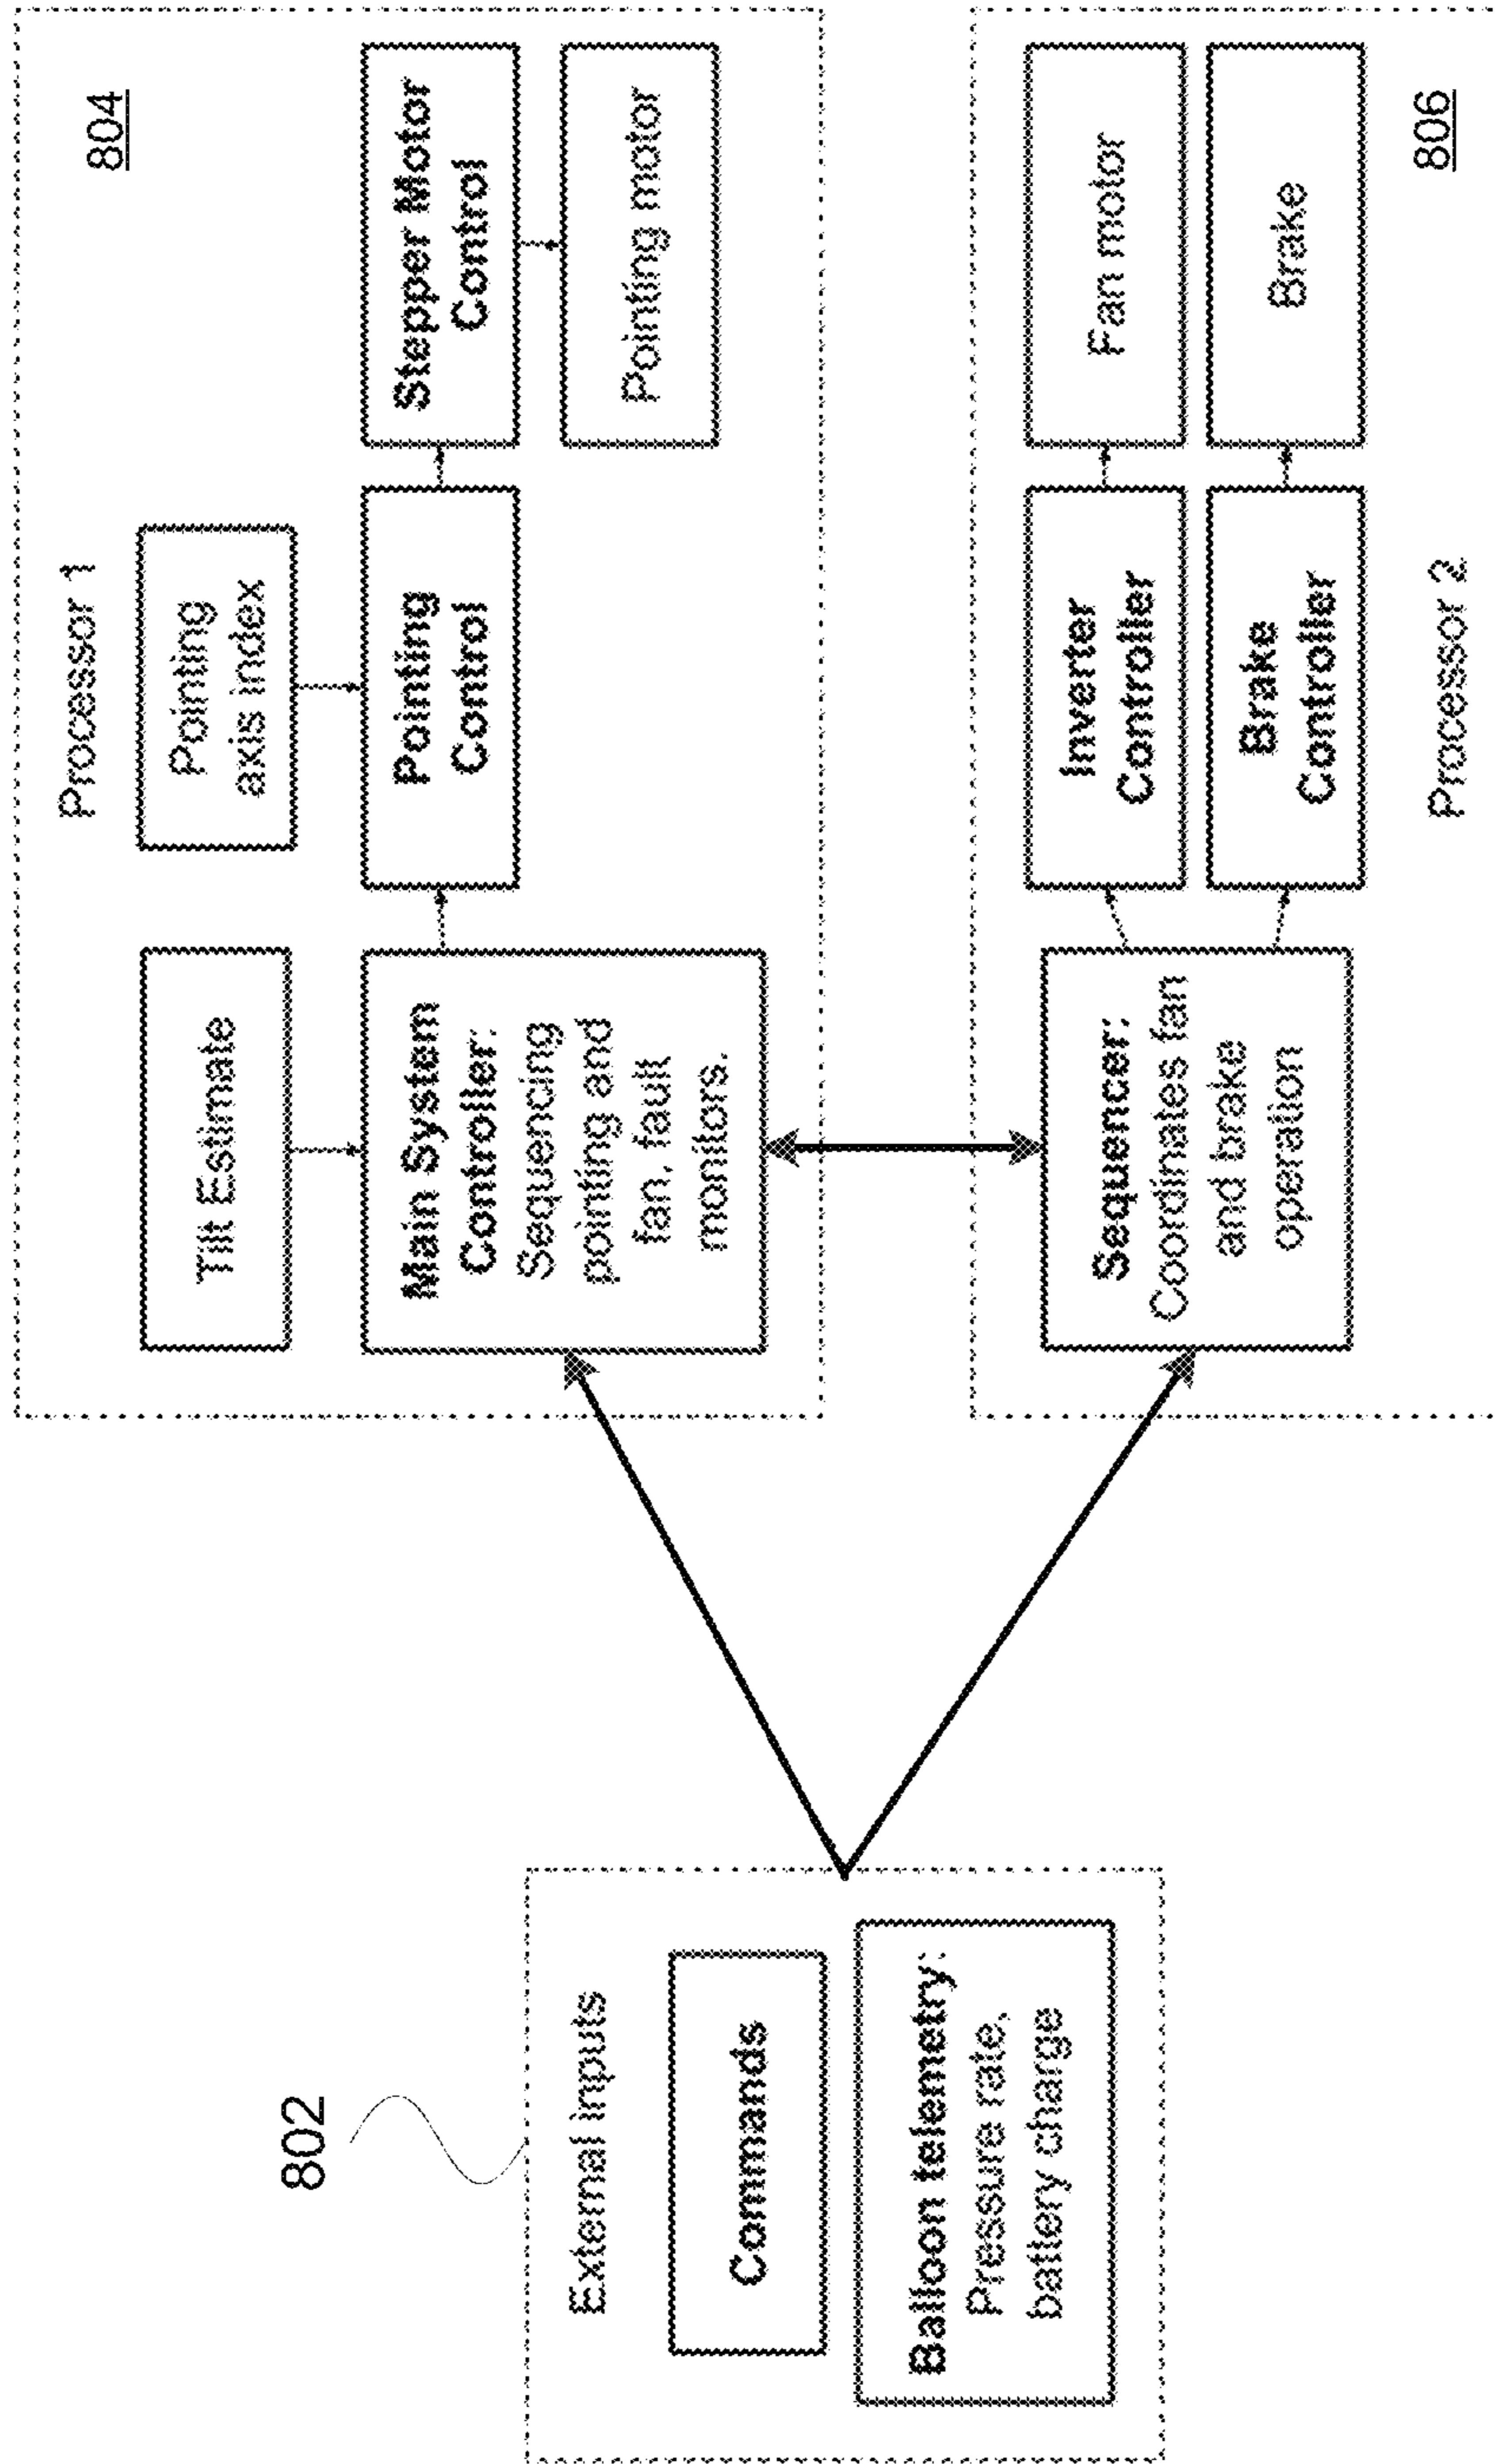 802
External inputs
Commands
Balloon telemetry:
Pressure rate,
battery charge
Processor 1
804
Tilt Estimate
Pointing
axis index
Main System
Controller:
Sequencing
pointing and
fan, fault
monitors.
Pointing
Control
Stepper Motor
Control
Pointing motor
Sequencer:
Coordinates fan
and brake
operation
Inverter
Controller
Fan motor
Brake
Controller
Brake
Processor 2
806